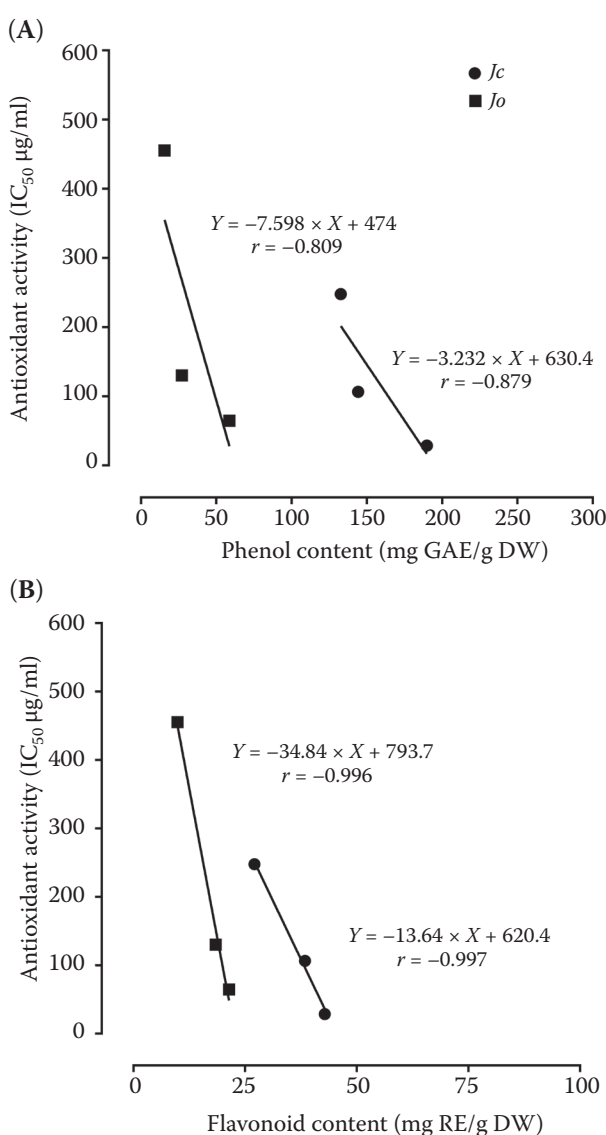 (A)
600
500
400
300
200
100
0
Antioxidant activity (IC50 μg/ml)
Jc
Jo
Y = −7.598 × X + 474
r = −0.809
Y = −3.232 × X + 630.4
r = −0.879
0 50 100 150 200 250 300
Phenol content (mg GAE/g DW)
(B)
600
500
400
300
200
100
0
Antioxidant activity (IC50 μg/ml)
Y = −34.84 × X + 793.7
r = −0.996
Y = −13.64 × X + 620.4
r = −0.997
0 25 50 75 100
Flavonoid content (mg RE/g DW)